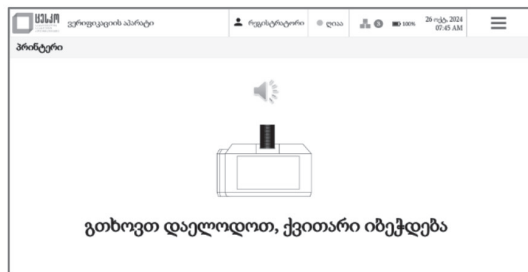 ცესკო ვერიფიკაციის აპარატი რეგისტრატორი ღიაა 100% 26 ოქტ. 2024
07:45 AM
პრინტერი
გთხოვთ დაელოდოთ, ქვითარი იბეჭდება